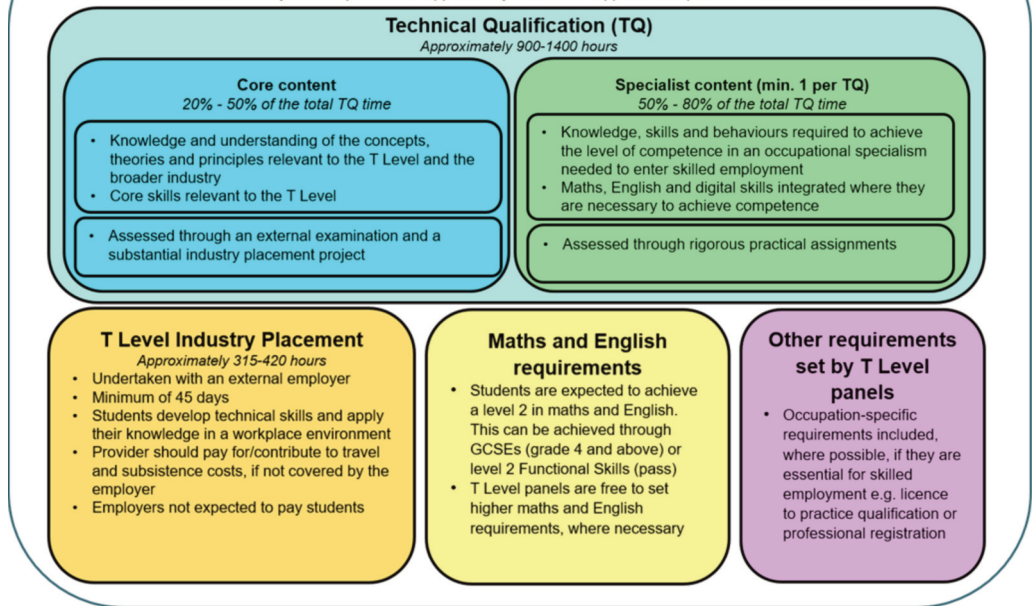 Technical Qualification (TQ)
Approximately 900-1400 hours
Core content
20% - 50% of the total TQ time
• Knowledge and understanding of the concepts,
theories and principles relevant to the T Level and the
broader industry
• Core skills relevant to the T Level
• Assessed through an external examination and a
substantial industry placement project
Specialist content (min. 1 per TQ)
50% - 80% of the total TQ time
• Knowledge, skills and behaviours required to achieve
the level of competence in an occupational specialism
needed to enter skilled employment
• Maths, English and digital skills integrated where they
are necessary to achieve competence
• Assessed through rigorous practical assignments
T Level Industry Placement
Approximately 315-420 hours
• Undertaken with an external employer
• Minimum of 45 days
• Students develop technical skills and apply
their knowledge in a workplace environment
• Provider should pay for/contribute to travel
and subsistence costs, if not covered by the
employer
• Employers not expected to pay students
Maths and English
requirements
• Students are expected to achieve
a level 2 in maths and English.
This can be achieved through
GCSEs (grade 4 and above) or
level 2 Functional Skills (pass)
• T Level panels are free to set
higher maths and English
requirements, where necessary
Other requirements
set by T Level
panels
• Occupation-specific
requirements included,
where possible, if they are
essential for skilled
employment e.g. licence
to practice qualification or
professional registration